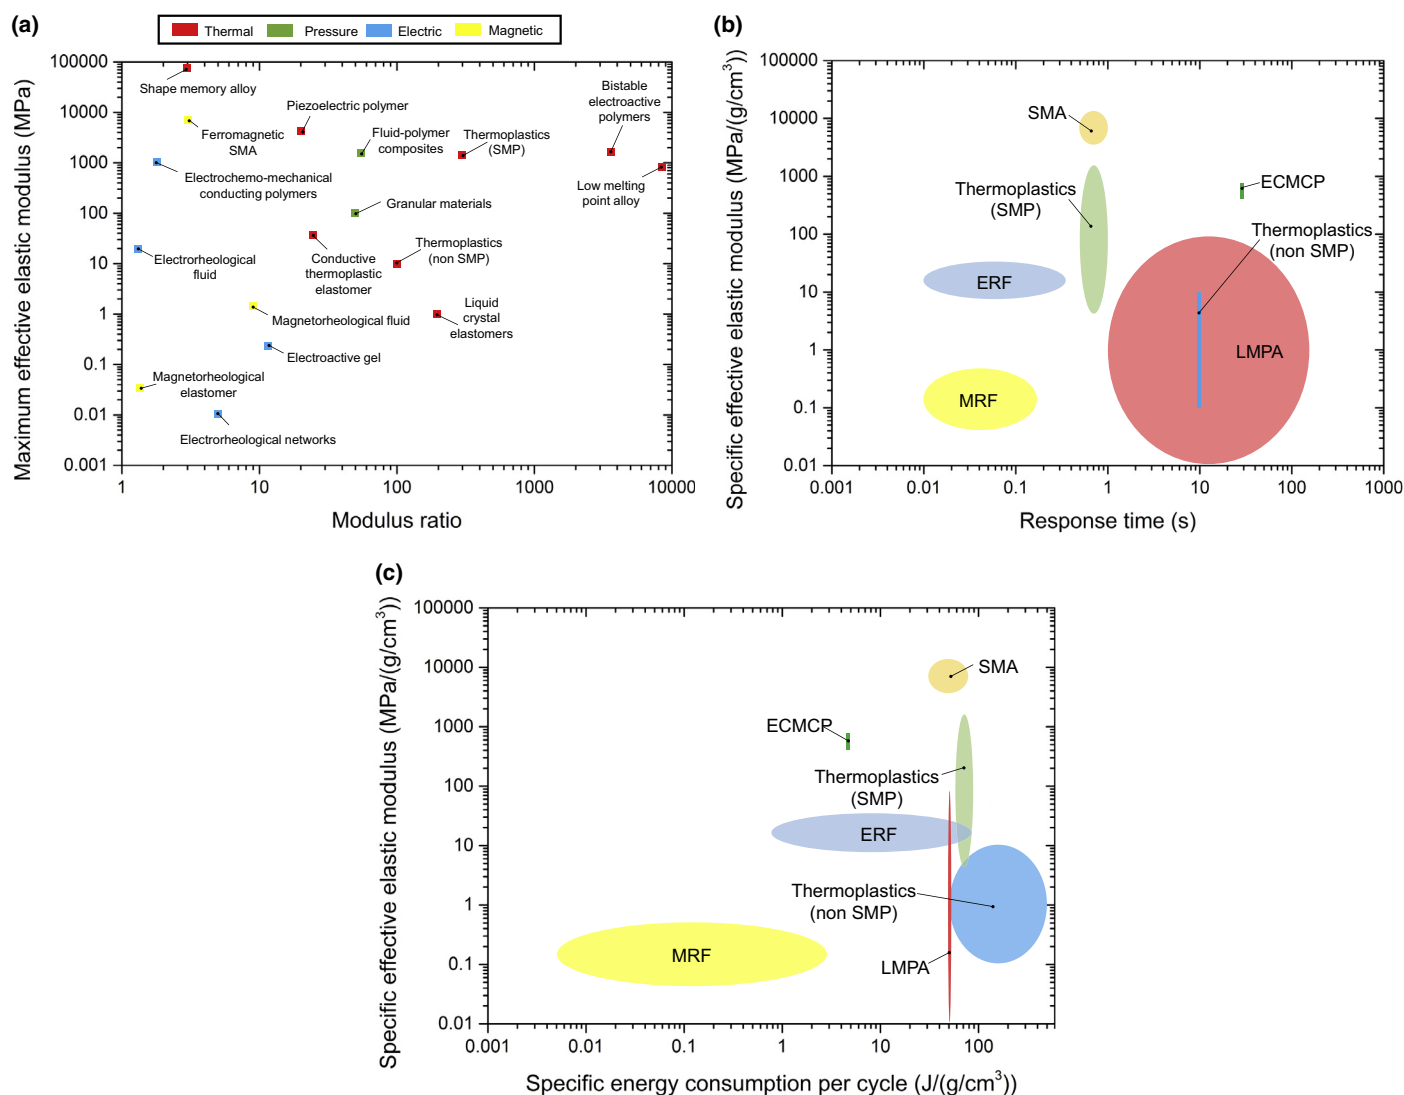 (a)
Thermal Pressure Electric Magnetic
Maximum effective elastic modulus (MPa)
100000
10000
1000
100
10
1
0.1
0.01
0.001
1 10 100 1000 10000
Modulus ratio
Shape memory alloy
Ferromagnetic
SMA
Piezoelectric polymer
Fluid-polymer
composites
Thermoplastics
(SMP)
Bistable
electroactive
polymers
Low melting
point alloy
Electrochemo-mechanical
conducting polymers
Granular materials
Electrorheological
fluid
Conductive
thermoplastic
elastomer
Thermoplastics
(non SMP)
Magnetorheological fluid
Liquid
crystal
elastomers
Electroactive gel
Magnetorheological
elastomer
Electrorheological networks
(b)
Specific effective elastic modulus (MPa/(g/cm³))
100000
10000
1000
100
10
1
0.1
0.01
0.001 0.01 0.1 1 10 100 1000
Response time (s)
SMA
Thermoplastics
(SMP)
ECMCP
Thermoplastics
(non SMP)
ERF
LMPA
MRF
(c)
Specific effective elastic modulus (MPa/(g/cm³))
100000
10000
1000
100
10
1
0.1
0.01
0.001 0.01 0.1 1 10 100
Specific energy consumption per cycle (J/(g/cm³))
SMA
ECMCP
Thermoplastics
(SMP)
ERF
Thermoplastics
(non SMP)
MRF
LMPA